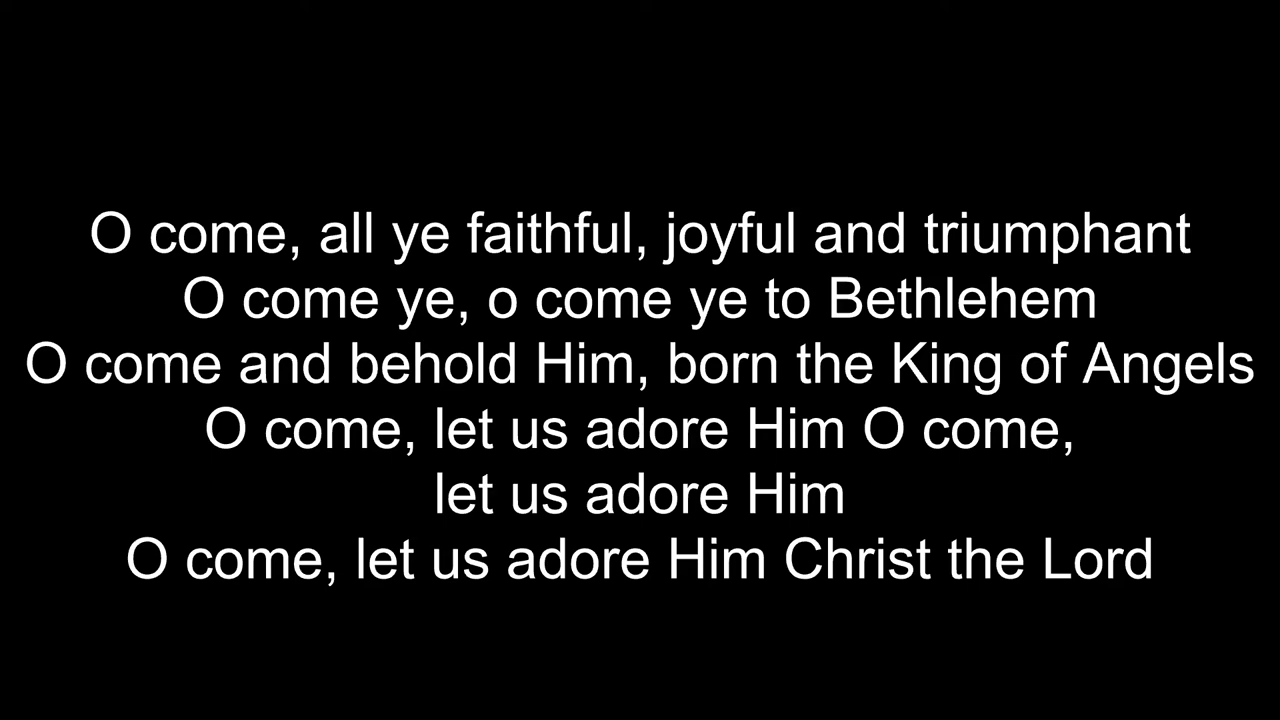 O come, all ye faithful, joyful and triumphant
O come ye, o come ye to Bethlehem
O come and behold Him, born the King of Angels
O come, let us adore Him O come,
let us adore Him
O come, let us adore Him Christ the Lord